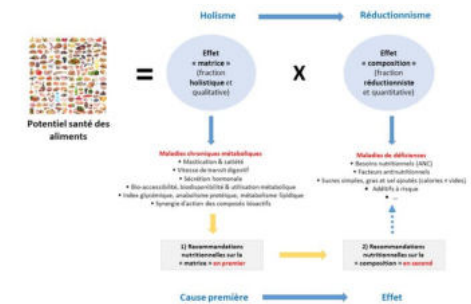 Holisme
Réductionnisme
Potentiel santé des
aliments
=
Effet
« matrice »
(fraction
holistique et
qualitative)
X
Effet
« composition »
(fraction
réductionniste
et quantitative)
Maladies chroniques métaboliques
• Mastication & satiété
• Vitesse de transit digestif
• Sécrétion hormonale
• Bio-accessibilité, biodisponibilité & utilisation métabolique
• Index glycémique, anabolisme protéique, métabolisme lipidique
• Synergie d'action des composés bioactifs
Maladies de déficiences
• Besoins nutritionnels (ANC)
• Facteurs antinutritionnels
• Sucres simples, gras et sel ajoutés (calories « vides)
• Additifs à risque
• ...
1) Recommandations
nutritionnelles sur la
« matrice » en premier
2) Recommandations
nutritionnelles sur la
« composition » en second
Cause première
Effet